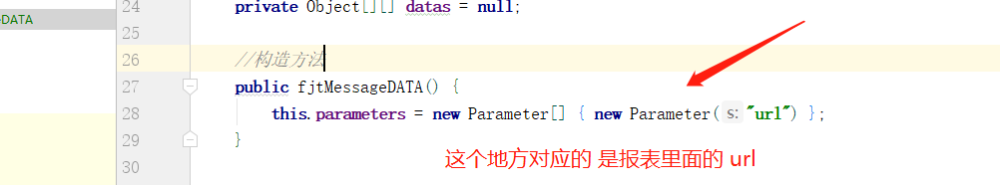 DATA
24 private Object[][] datas = null;
25
26 //构造方法
27 public fjtMessageDATA() {
28 this.parameters = new Parameter[] { new Parameter( s: "url") };
29 }
30
这个地方对应的 是报表里面的 url